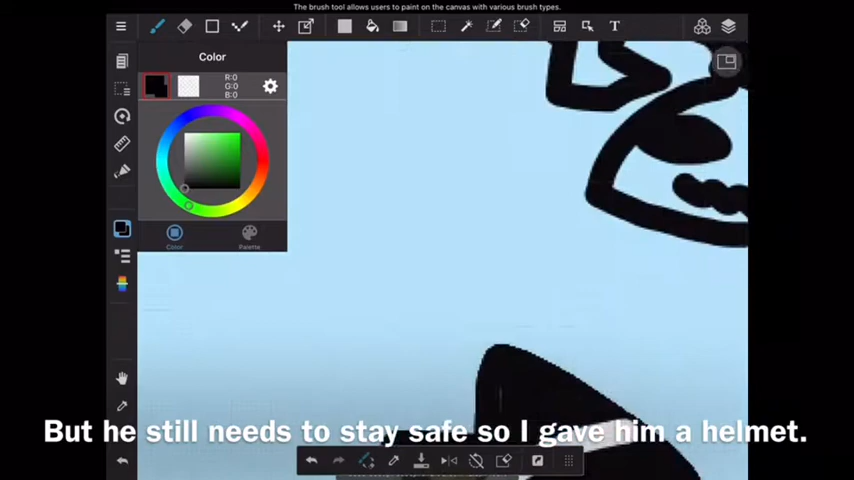 The brush tool allows users to paint on the canvas with various brush types.
T
Color
R:0
G:0
B:0
Color
Palette
But he still needs to stay safe so I gave him a helmet.